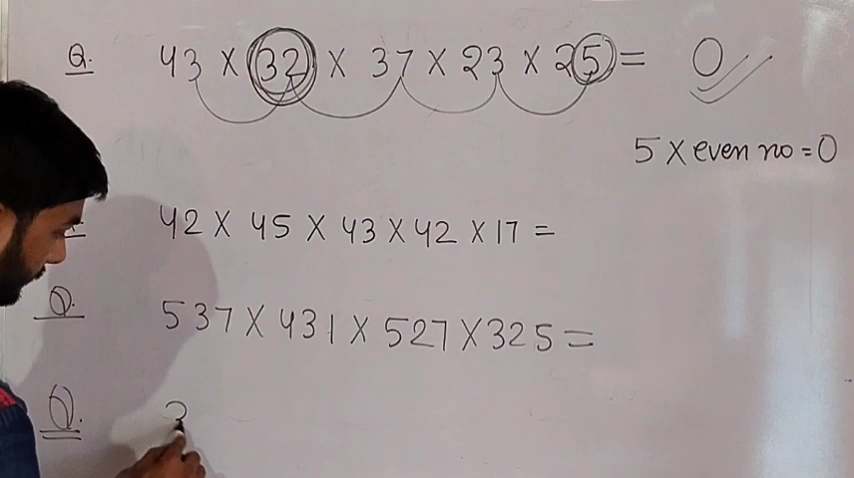 Q. 43 X 32 X 37 X 23 X 25 = 0
5 X even no = 0
42 X 45 X 43 X 42 X 17 =
Q. 537 X 431 X 527 X 325 =
Q. 3